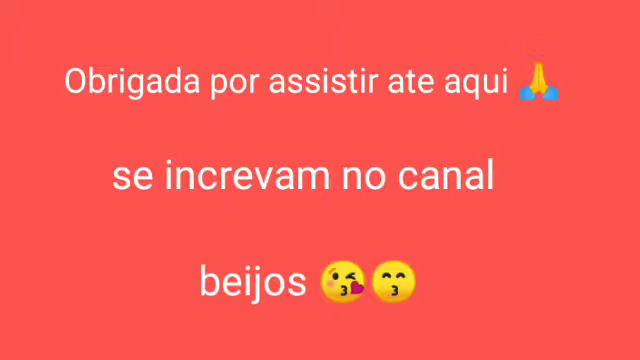 Obrigada por assistir ate aqui 🙏
se increvam no canal
beijos 😘😙